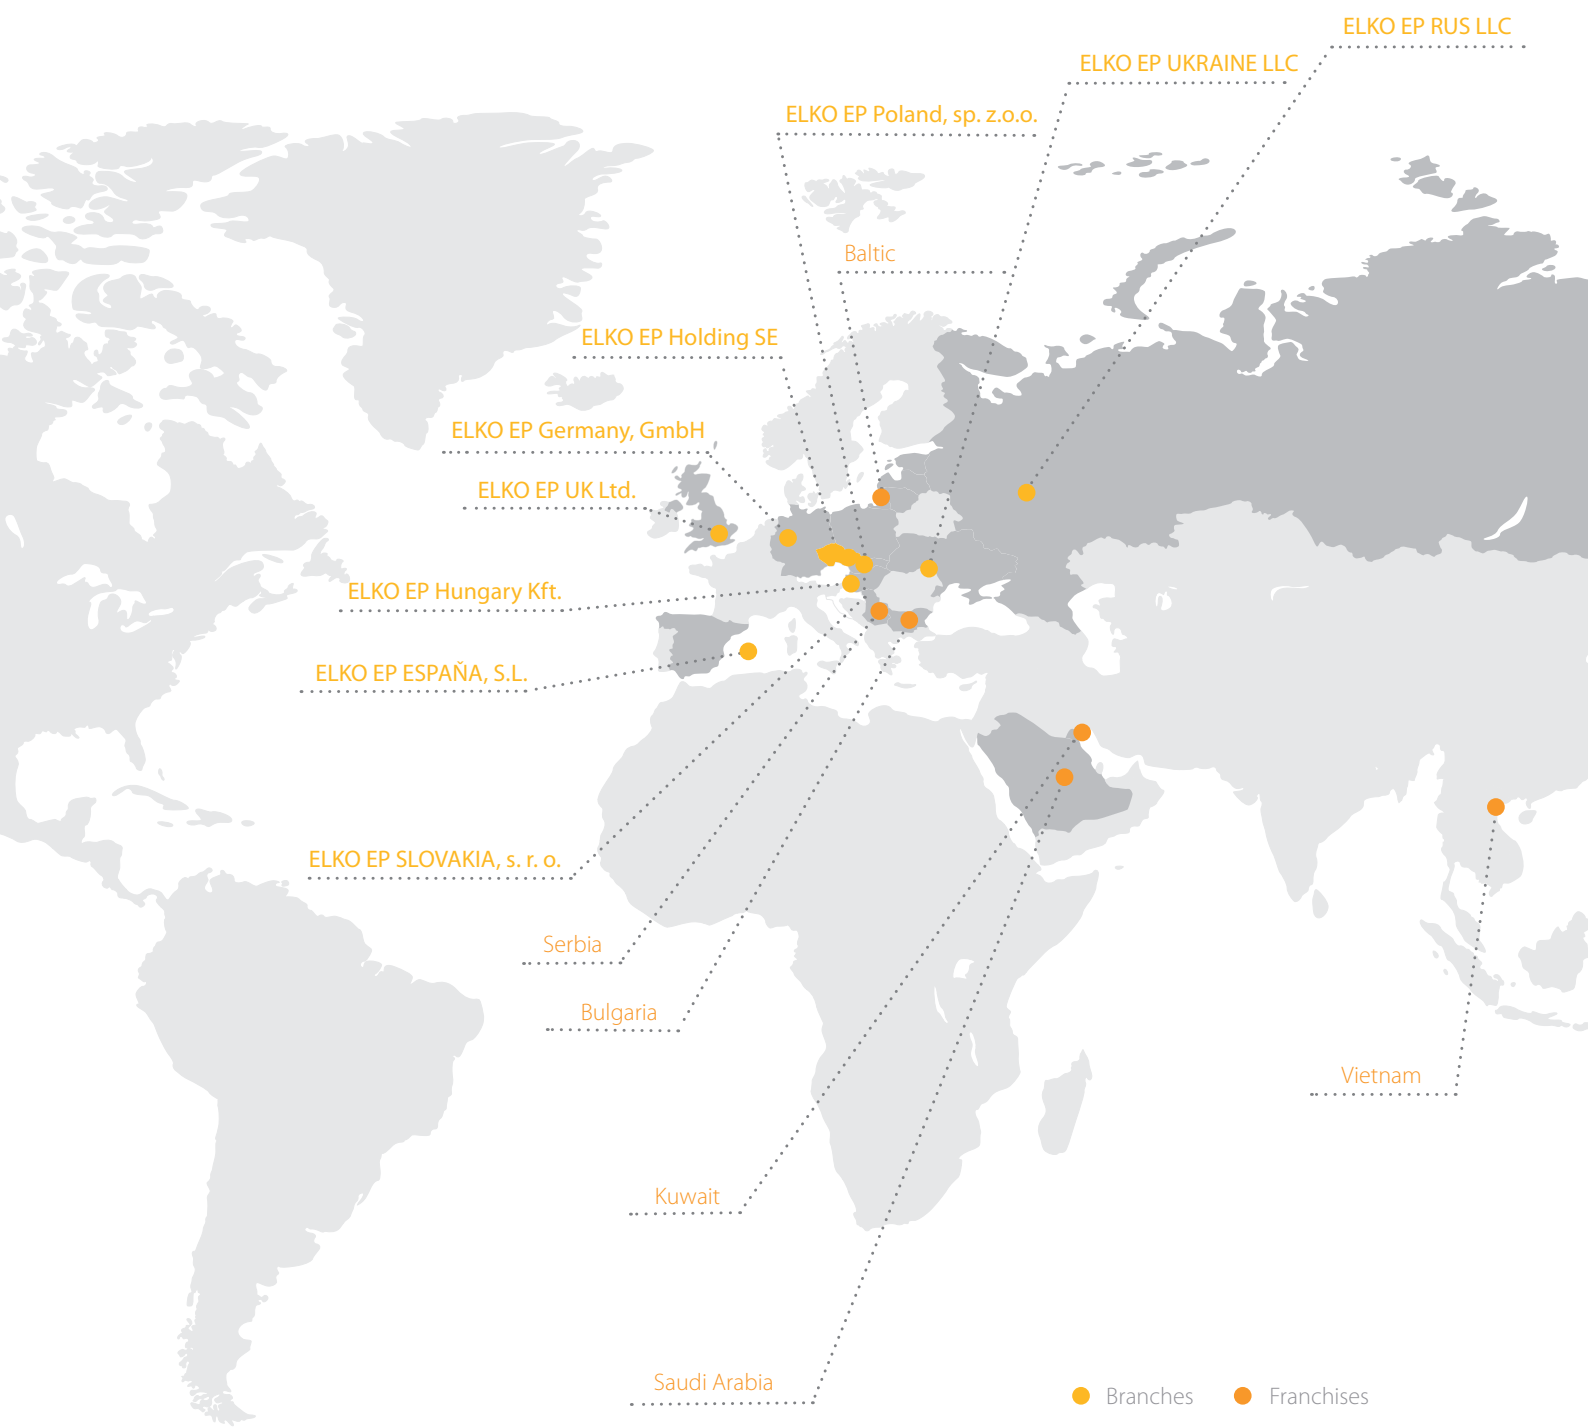 ELKO EP RUS LLC
ELKO EP UKRAINE LLC
ELKO EP Poland, sp. z.o.o.
Baltic
ELKO EP Holding SE
ELKO EP Germany, GmbH
ELKO EP UK Ltd.
ELKO EP Hungary Kft.
ELKO EP ESPAŇA, S.L.
ELKO EP SLOVAKIA, s. r. o.
Serbia
Bulgaria
Vietnam
Kuwait
Saudi Arabia
Branches
Franchises